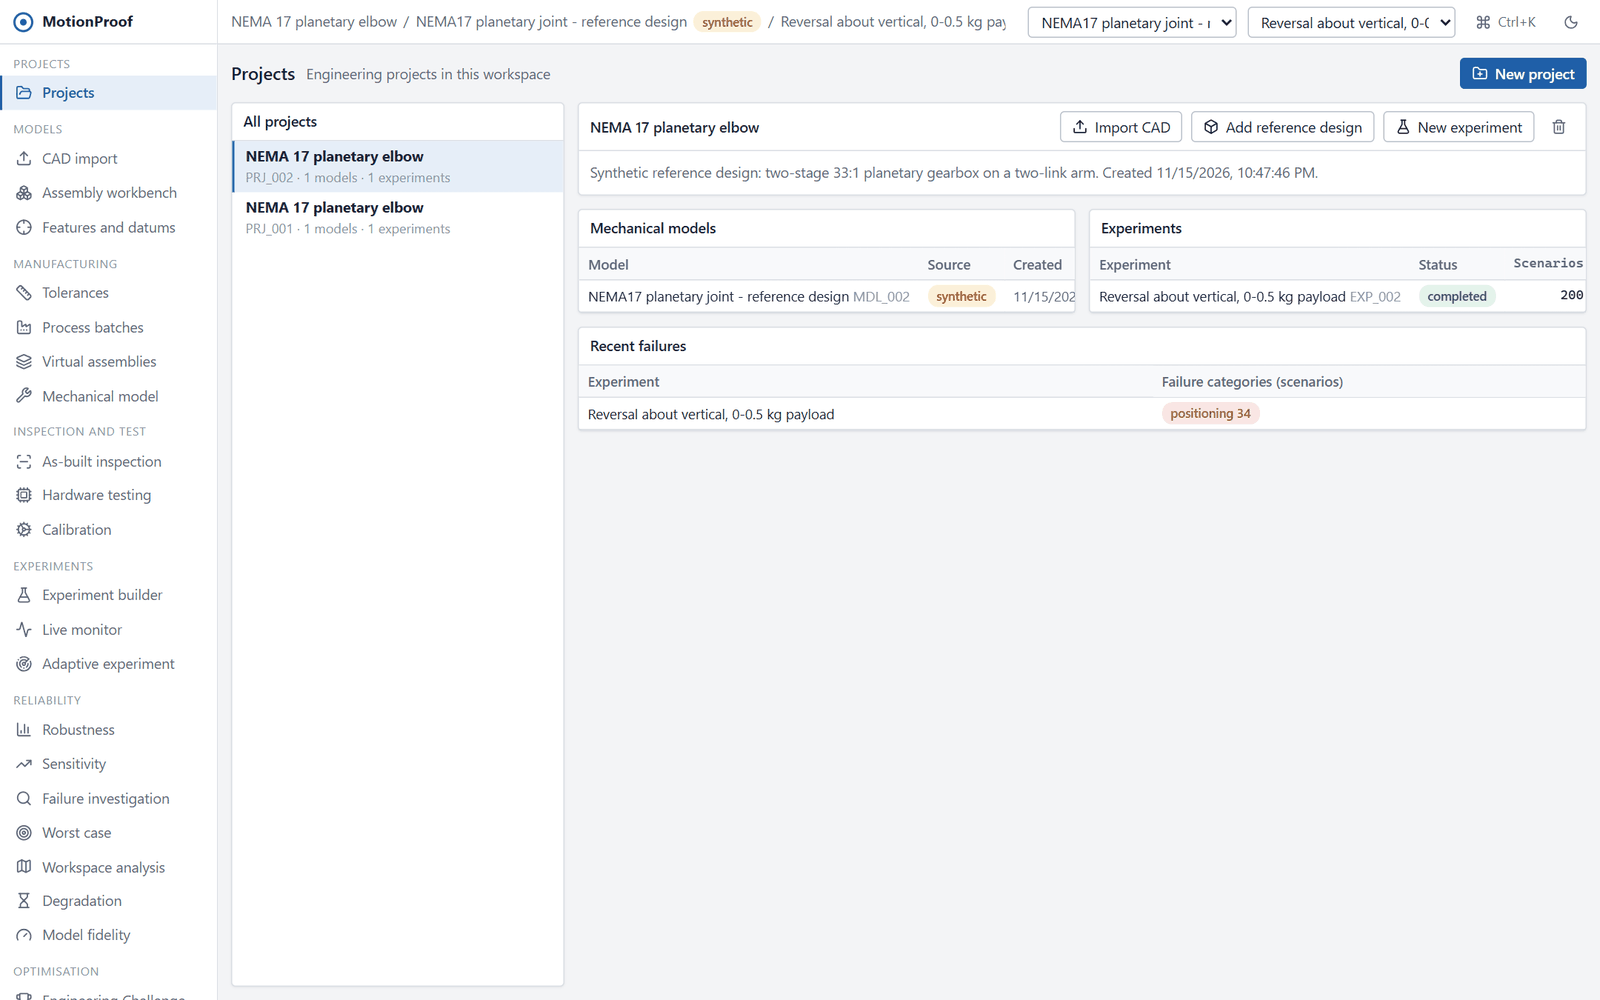 MotionProof
NEMA 17 planetary elbow / NEMA17 planetary joint - reference design synthetic / Reversal about vertical, 0-0.5 kg pay
NEMA17 planetary joint - r
Reversal about vertical, 0-0
Ctrl+K
PROJECTS
Projects
MODELS
CAD import
Assembly workbench
Features and datums
MANUFACTURING
Tolerances
Process batches
Virtual assemblies
Mechanical model
INSPECTION AND TEST
As-built inspection
Hardware testing
Calibration
EXPERIMENTS
Experiment builder
Live monitor
Adaptive experiment
RELIABILITY
Robustness
Sensitivity
Failure investigation
Worst case
Workspace analysis
Degradation
Model fidelity
OPTIMISATION
Engineering Challenge
Projects Engineering projects in this workspace
New project
All projects
NEMA 17 planetary elbow
PRJ_002 · 1 models · 1 experiments
NEMA 17 planetary elbow
PRJ_001 · 1 models · 1 experiments
NEMA 17 planetary elbow
Import CAD
Add reference design
New experiment
Synthetic reference design: two-stage 33:1 planetary gearbox on a two-link arm. Created 11/15/2026, 10:47:46 PM.
Mechanical models
Model Source Created
NEMA17 planetary joint - reference design MDL_002 synthetic 11/15/202
Experiments
Experiment Status Scenarios
Reversal about vertical, 0-0.5 kg payload EXP_002 completed 200
Recent failures
Experiment Failure categories (scenarios)
Reversal about vertical, 0-0.5 kg payload positioning 34